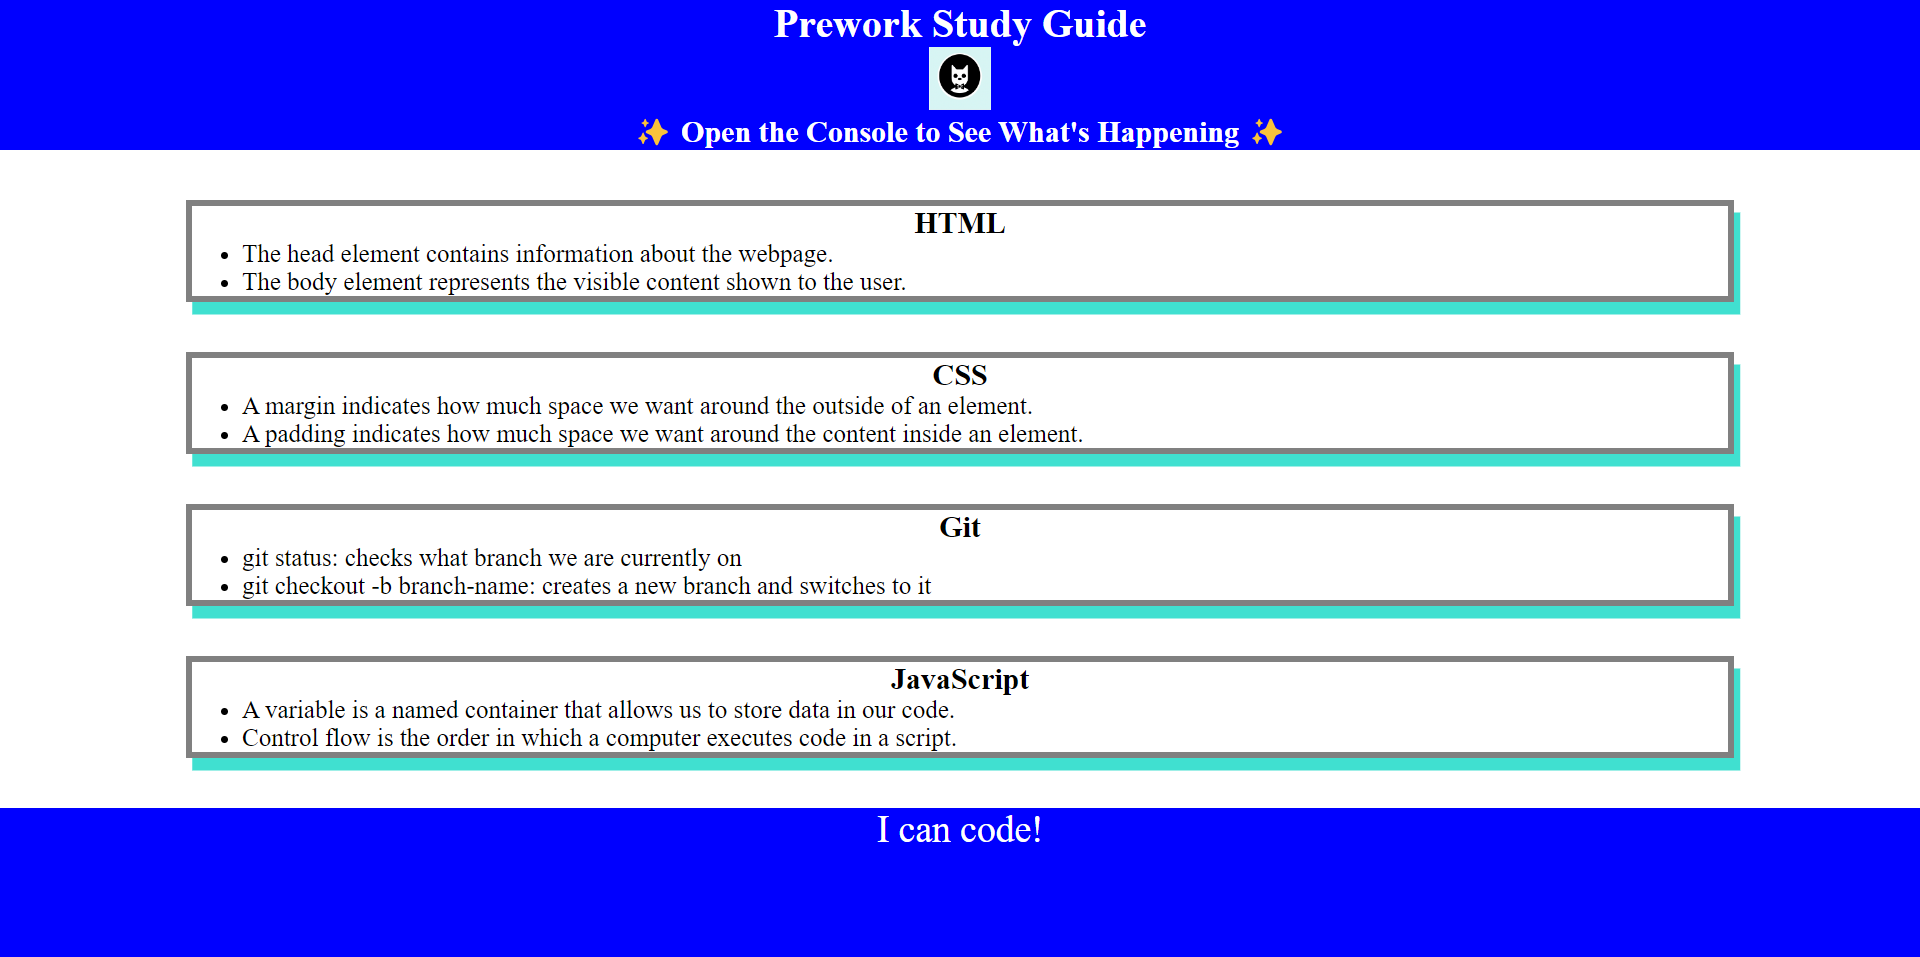 Prework Study Guide
✨ Open the Console to See What's Happening ✨
HTML
• The head element contains information about the webpage.
• The body element represents the visible content shown to the user.
CSS
• A margin indicates how much space we want around the outside of an element.
• A padding indicates how much space we want around the content inside an element.
Git
• git status: checks what branch we are currently on
• git checkout -b branch-name: creates a new branch and switches to it
JavaScript
• A variable is a named container that allows us to store data in our code.
• Control flow is the order in which a computer executes code in a script.
I can code!